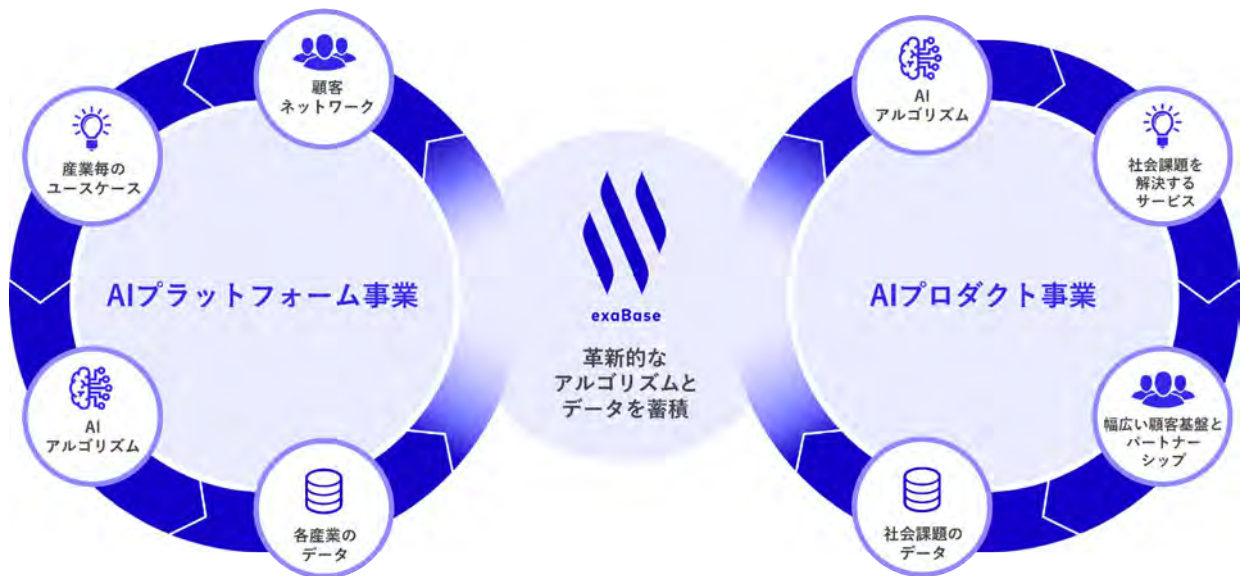 顧客
ネットワーク
産業毎の
ユースケース
AIプラットフォーム事業
AI
アルゴリズム
各産業の
データ
exaBase
革新的な
アルゴリズムと
データを蓄積
AI
アルゴリズム
社会課題を
解決する
サービス
AIプロダクト事業
幅広い顧客基盤と
パートナー
シップ
社会課題の
データ